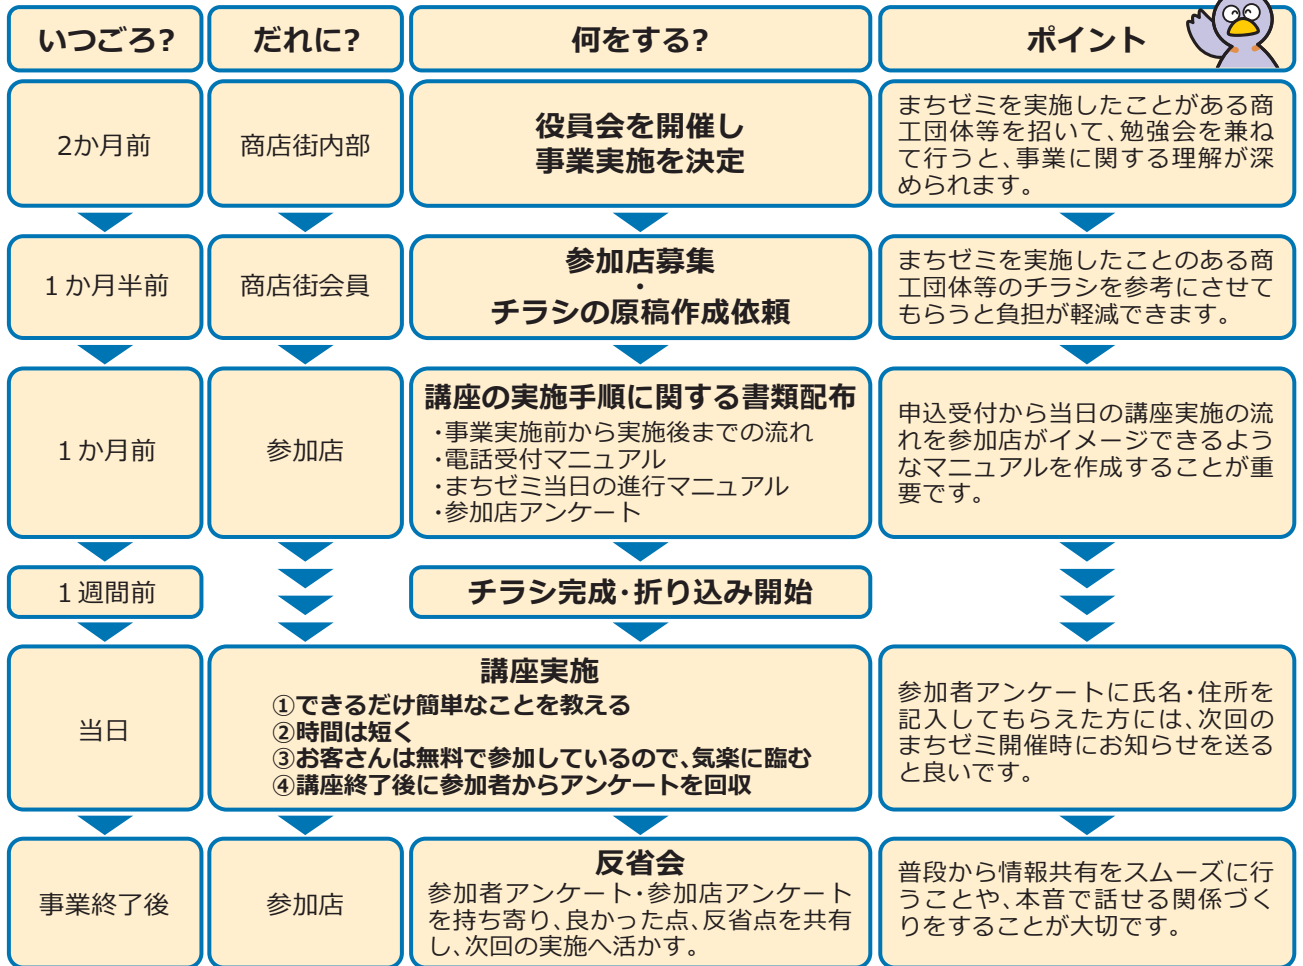 いつごろ?
だれに?
何をする?
ポイント
2か月前
商店街内部
役員会を開催し
事業実施を決定
まちゼミを実施したことがある商
工団体等を招いて、勉強会を兼ね
て行うと、事業に関する理解が深
められます。
１か月半前
商店街会員
参加店募集
・
チラシの原稿作成依頼
まちゼミを実施したことのある商
工団体等のチラシを参考にさせて
もらうと負担が軽減できます。
１か月前
参加店
講座の実施手順に関する書類配布
・事業実施前から実施後までの流れ
・電話受付マニュアル
・まちゼミ当日の進行マニュアル
・参加店アンケート
申込受付から当日の講座実施の流
れを参加店がイメージできるよう
なマニュアルを作成することが重
要です。
１週間前
チラシ完成・折り込み開始
当日
講座実施
①できるだけ簡単なことを教える
②時間は短く
③お客さんは無料で参加しているので、気楽に臨む
④講座終了後に参加者からアンケートを回収
参加者アンケートに氏名・住所を
記入してもらえた方には、次回の
まちゼミ開催時にお知らせを送る
と良いです。
事業終了後
参加店
反省会
参加者アンケート・参加店アンケート
を持ち寄り、良かった点、反省点を共有
し、次回の実施へ活かす。
普段から情報共有をスムーズに行
うことや、本音で話せる関係づく
りをすることが大切です。